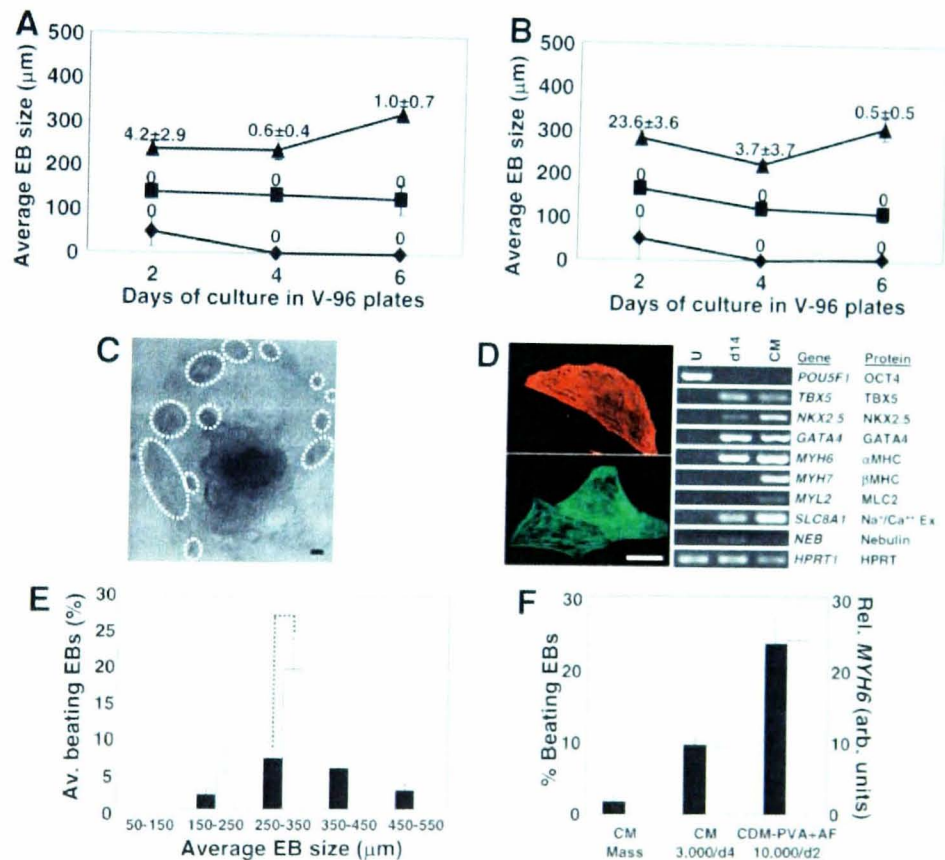 A
Average EB size (µm)
500
400
300
200
100
0
4.2±2.9
0.6±0.4
1.0±0.7
0
0
0
0
0
0
2
4
6
Days of culture in V-96 plates
B
Average EB size (µm)
500
400
300
200
100
0
23.6±3.6
3.7±3.7
0.5±0.5
0
0
0
0
0
0
2
4
6
Days of culture in V-96 plates
C
D
U
d14
CM
Gene
Protein
POU5F1 OCT4
TBX5 TBX5
NKX2.5 NKX2.5
GATA4 GATA4
MYH6 αMHC
MYH7 βMHC
MYL2 MLC2
SLC8A1 Na⁺/Ca⁺⁺ Ex
NEB Nebulin
HPRT1 HPRT
E
Av. beating EBs (%)
30
25
20
15
10
5
0
50-150
150-250
250-350
350-450
450-550
Average EB size (µm)
F
% Beating EBs
30
20
10
0
CM
Mass
CM
3,000/d4
CDM-PVA+AF
10,000/d2
30
20
10
0
Rel. MYH6 (arb. units)